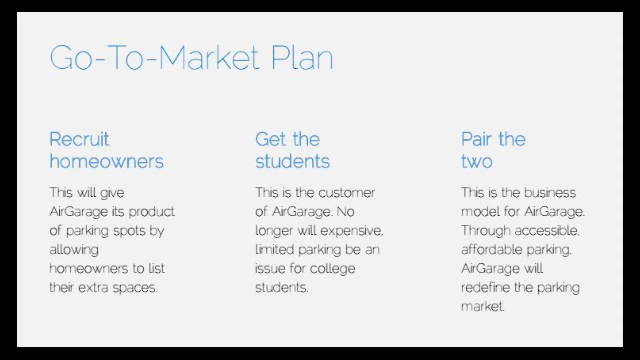 Go-To-Market Plan
Recruit
homeowners
This will give
AirGarage its product
of parking spots by
allowing
homeowners to list
their extra spaces.
Get the
students
This is the customer
of AirGarage. No
longer will expensive,
limited parking be an
issue for college
students.
Pair the
two
This is the business
model for AirGarage.
Through accessible,
affordable parking,
AirGarage will
redefine the parking
market.